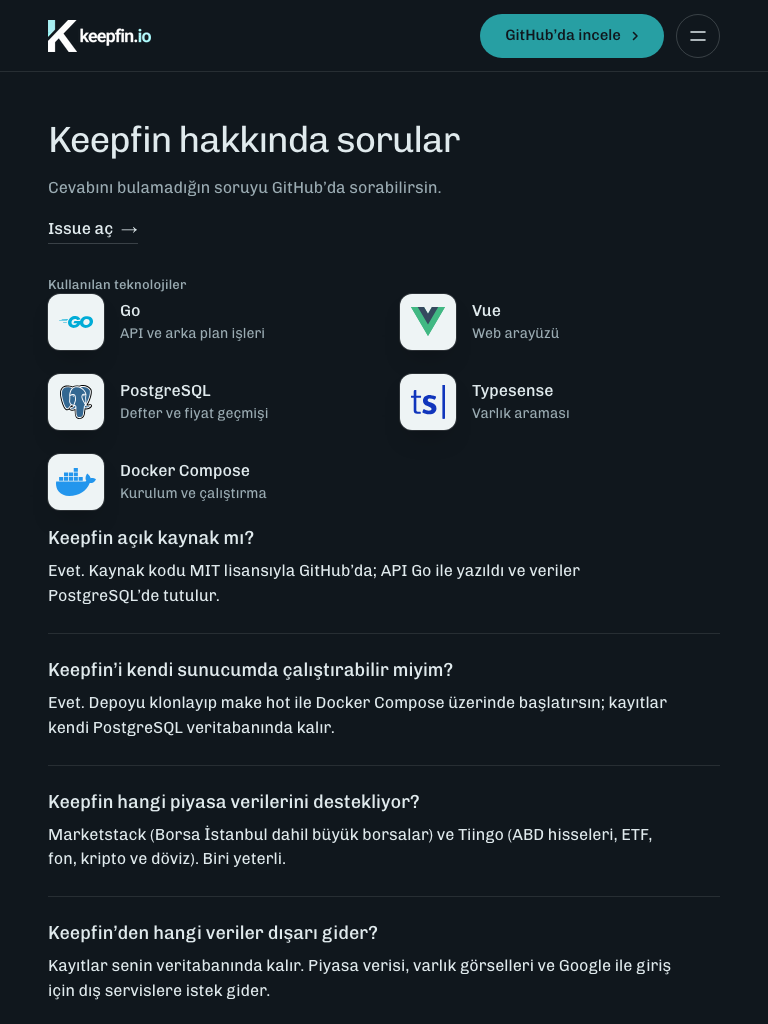 keepfin.io
GitHub’da incele
Keepfin hakkında sorular
Cevabını bulamadığın soruyu GitHub’da sorabilirsin.
Issue aç →
Kullanılan teknolojiler
GO
Go
API ve arka plan işleri
Vue
Web arayüzü
PostgreSQL
Defter ve fiyat geçmişi
ts|
Typesense
Varlık araması
Docker Compose
Kurulum ve çalıştırma
Keepfin açık kaynak mı?
Evet. Kaynak kodu MIT lisansıyla GitHub’da; API Go ile yazıldı ve veriler
PostgreSQL’de tutulur.
Keepfin’i kendi sunucumda çalıştırabilir miyim?
Evet. Depoyu klonlayıp make hot ile Docker Compose üzerinde başlatırsın; kayıtlar
kendi PostgreSQL veritabanında kalır.
Keepfin hangi piyasa verilerini destekliyor?
Marketstack (Borsa İstanbul dahil büyük borsalar) ve Tiingo (ABD hisseleri, ETF,
fon, kripto ve döviz). Biri yeterli.
Keepfin’den hangi veriler dışarı gider?
Kayıtlar senin veritabanında kalır. Piyasa verisi, varlık görselleri ve Google ile giriş
için dış servislere istek gider.